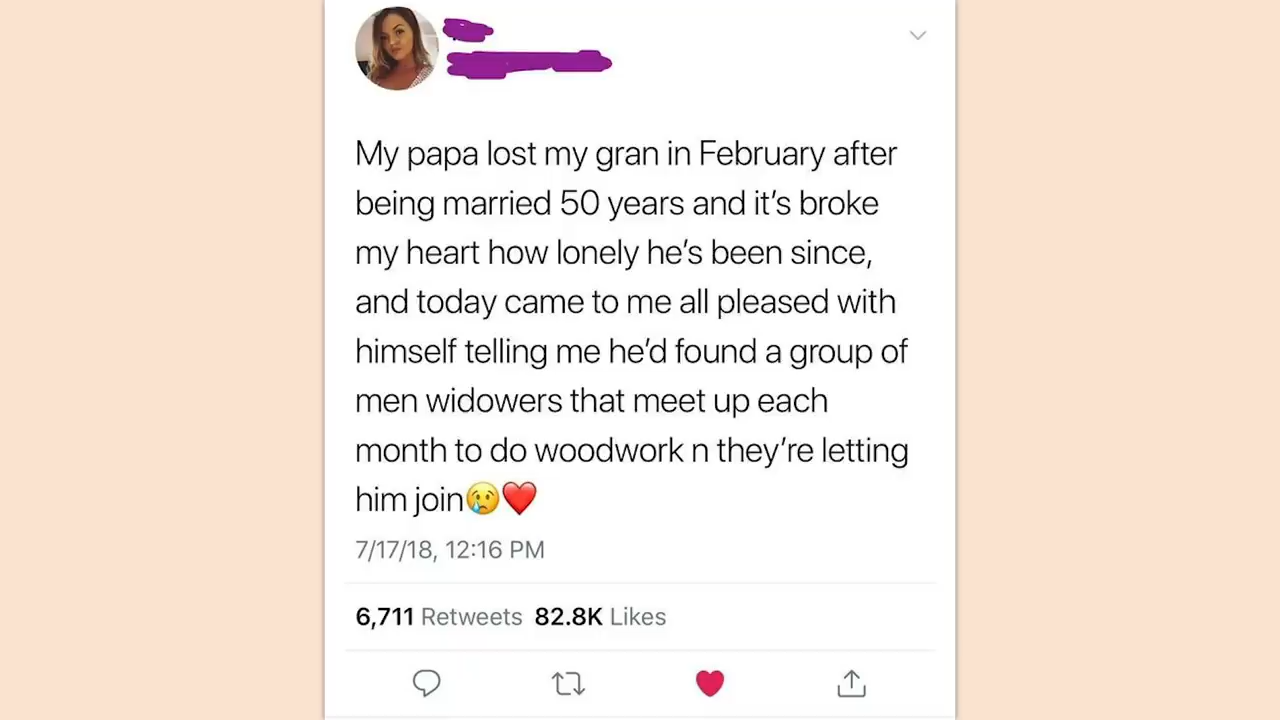 My papa lost my gran in February after
being married 50 years and it’s broke
my heart how lonely he’s been since,
and today came to me all pleased with
himself telling me he’d found a group of
men widowers that meet up each
month to do woodwork n they’re letting
him join😢❤️
7/17/18, 12:16 PM
6,711 Retweets 82.8K Likes